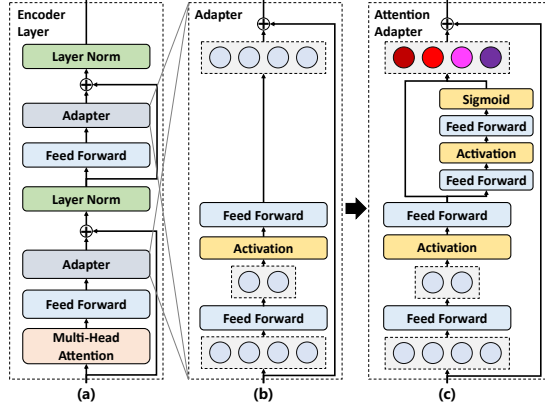 Encoder
Layer
Layer Norm
Adapter
Feed Forward
Layer Norm
Adapter
Feed Forward
Multi-Head
Attention
(a)
Adapter
Feed Forward
Activation
Feed Forward
(b)
Attention
Adapter
Sigmoid
Feed Forward
Activation
Feed Forward
Feed Forward
Activation
Feed Forward
(c)